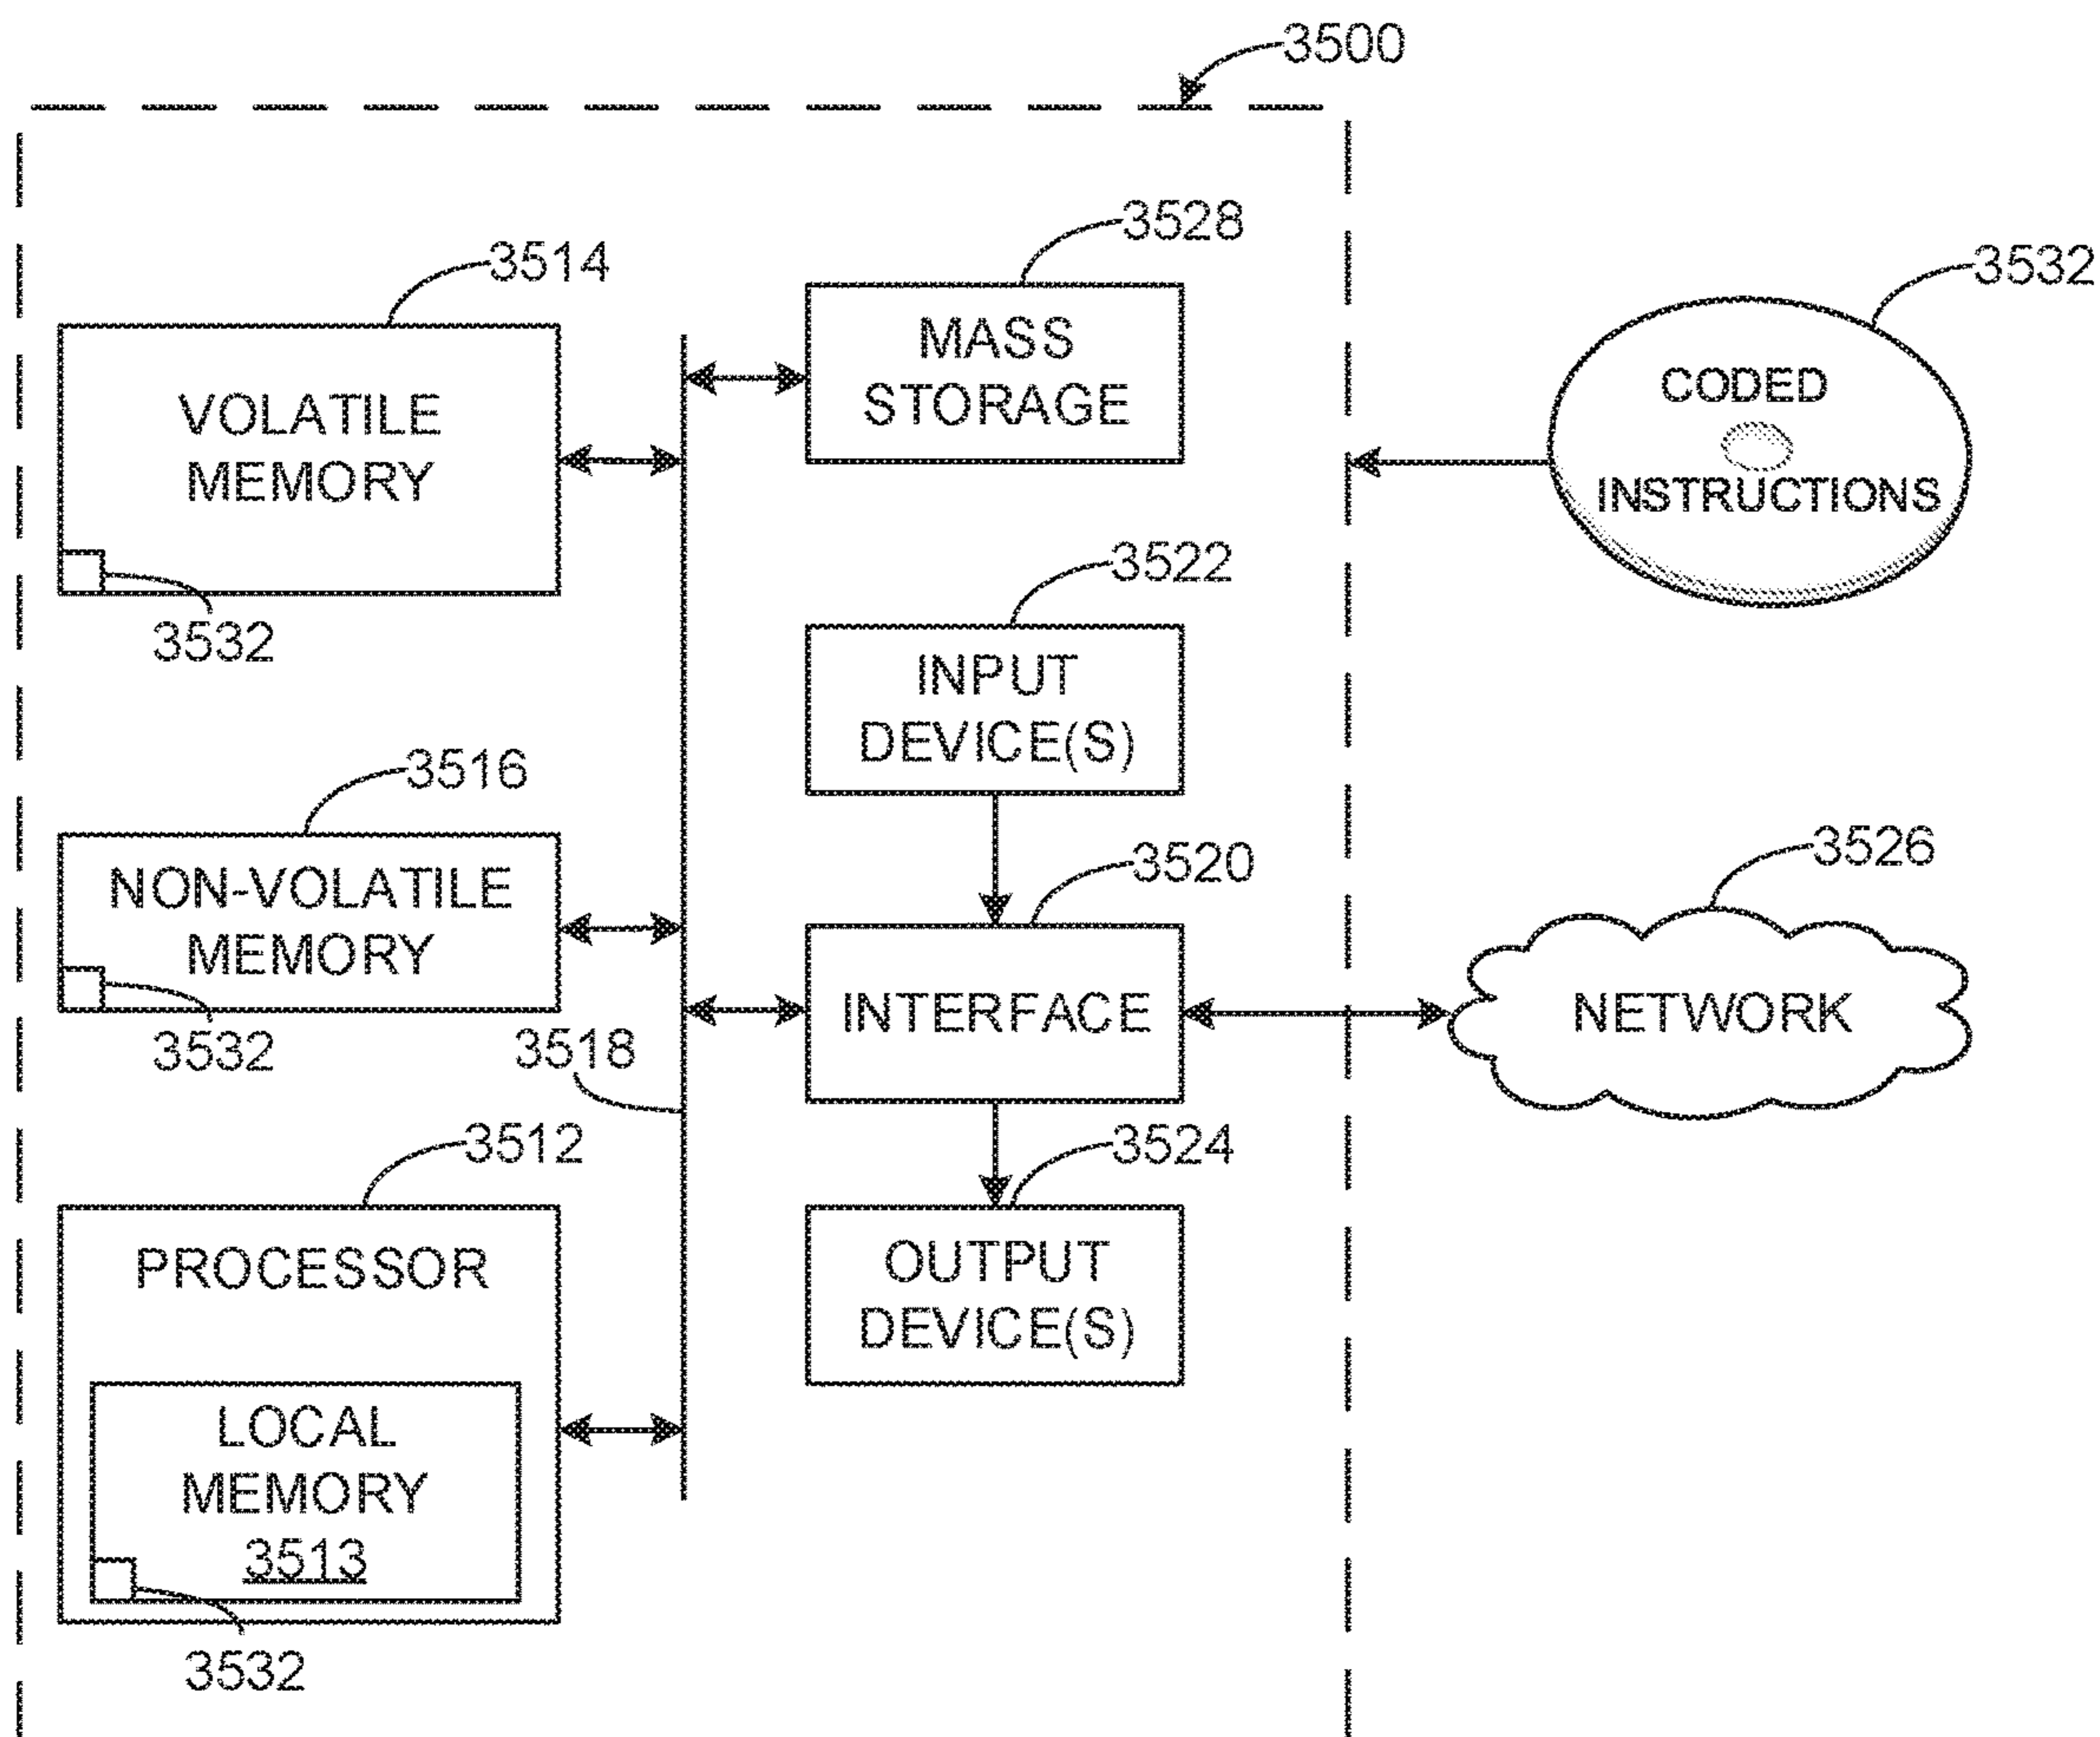 3500
3528
3514
3532
MASS
STORAGE
VOLATILE
MEMORY
CODED
INSTRUCTIONS
3522
3532
INPUT
DEVICE(S)
3516
3520
3526
NON-VOLATILE
MEMORY
INTERFACE
NETWORK
3532
3518
3512
3524
PROCESSOR
OUTPUT
DEVICE(S)
LOCAL
MEMORY
3513
3532